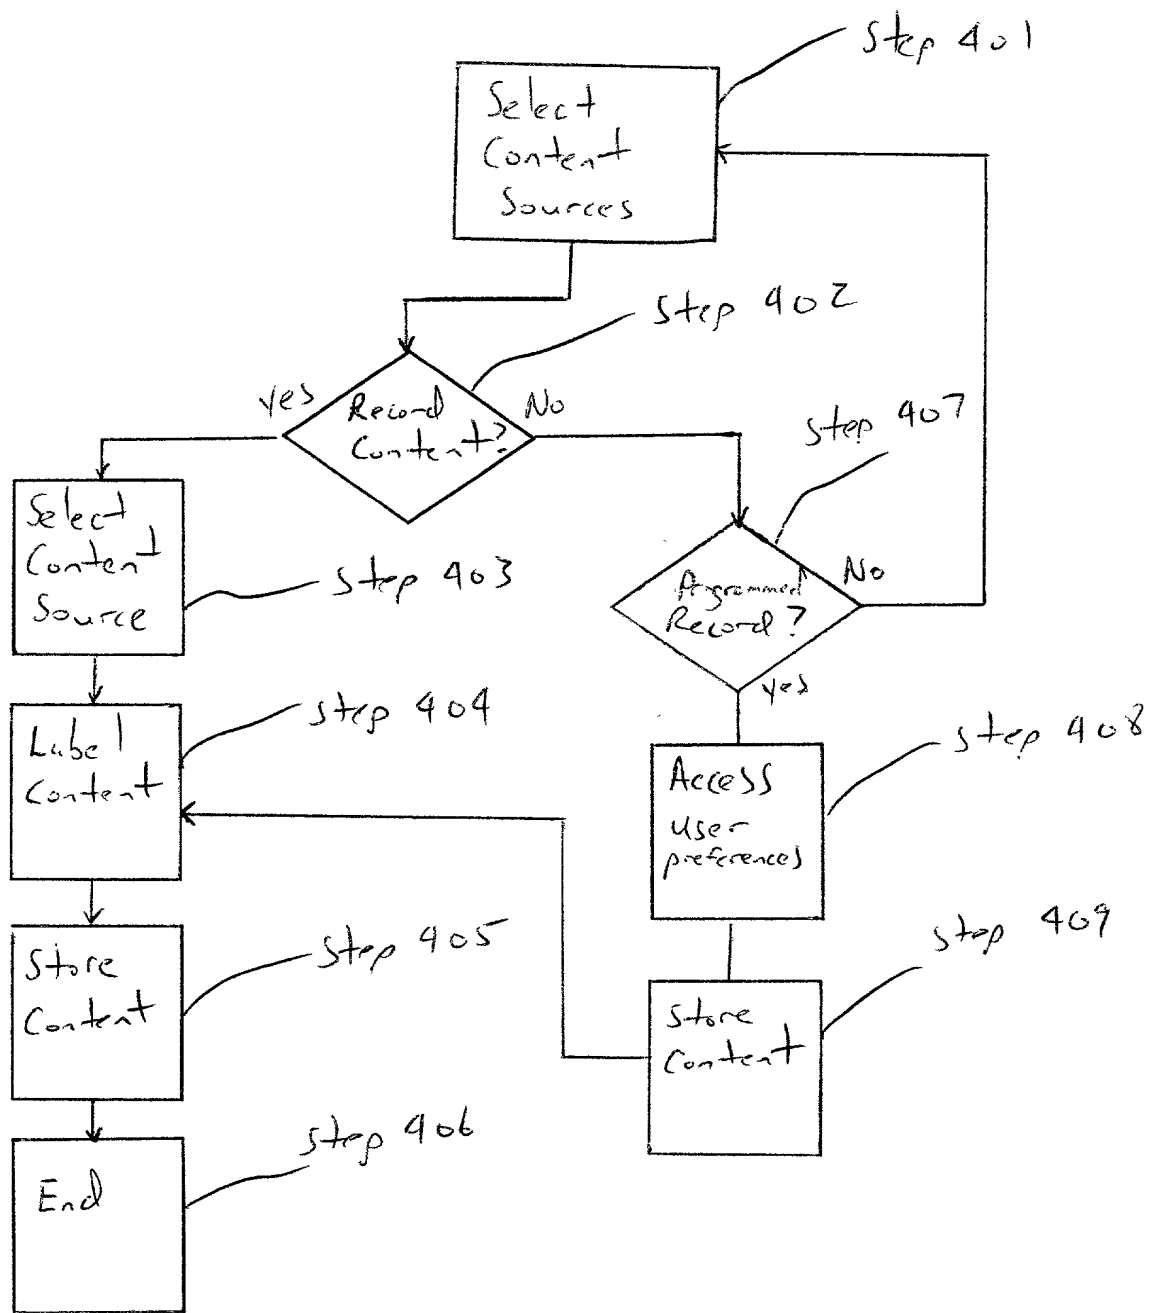 Step 401
Select
Content
Sources
Step 402
Yes
Record
Content?
No
Step 407
Select
Content
Source
Step 403
Programmed
Record?
No
Yes
Label
Content
Step 404
Access
user
preferences
Step 408
Store
Content
Step 405
Store
Content
Step 409
End
Step 406